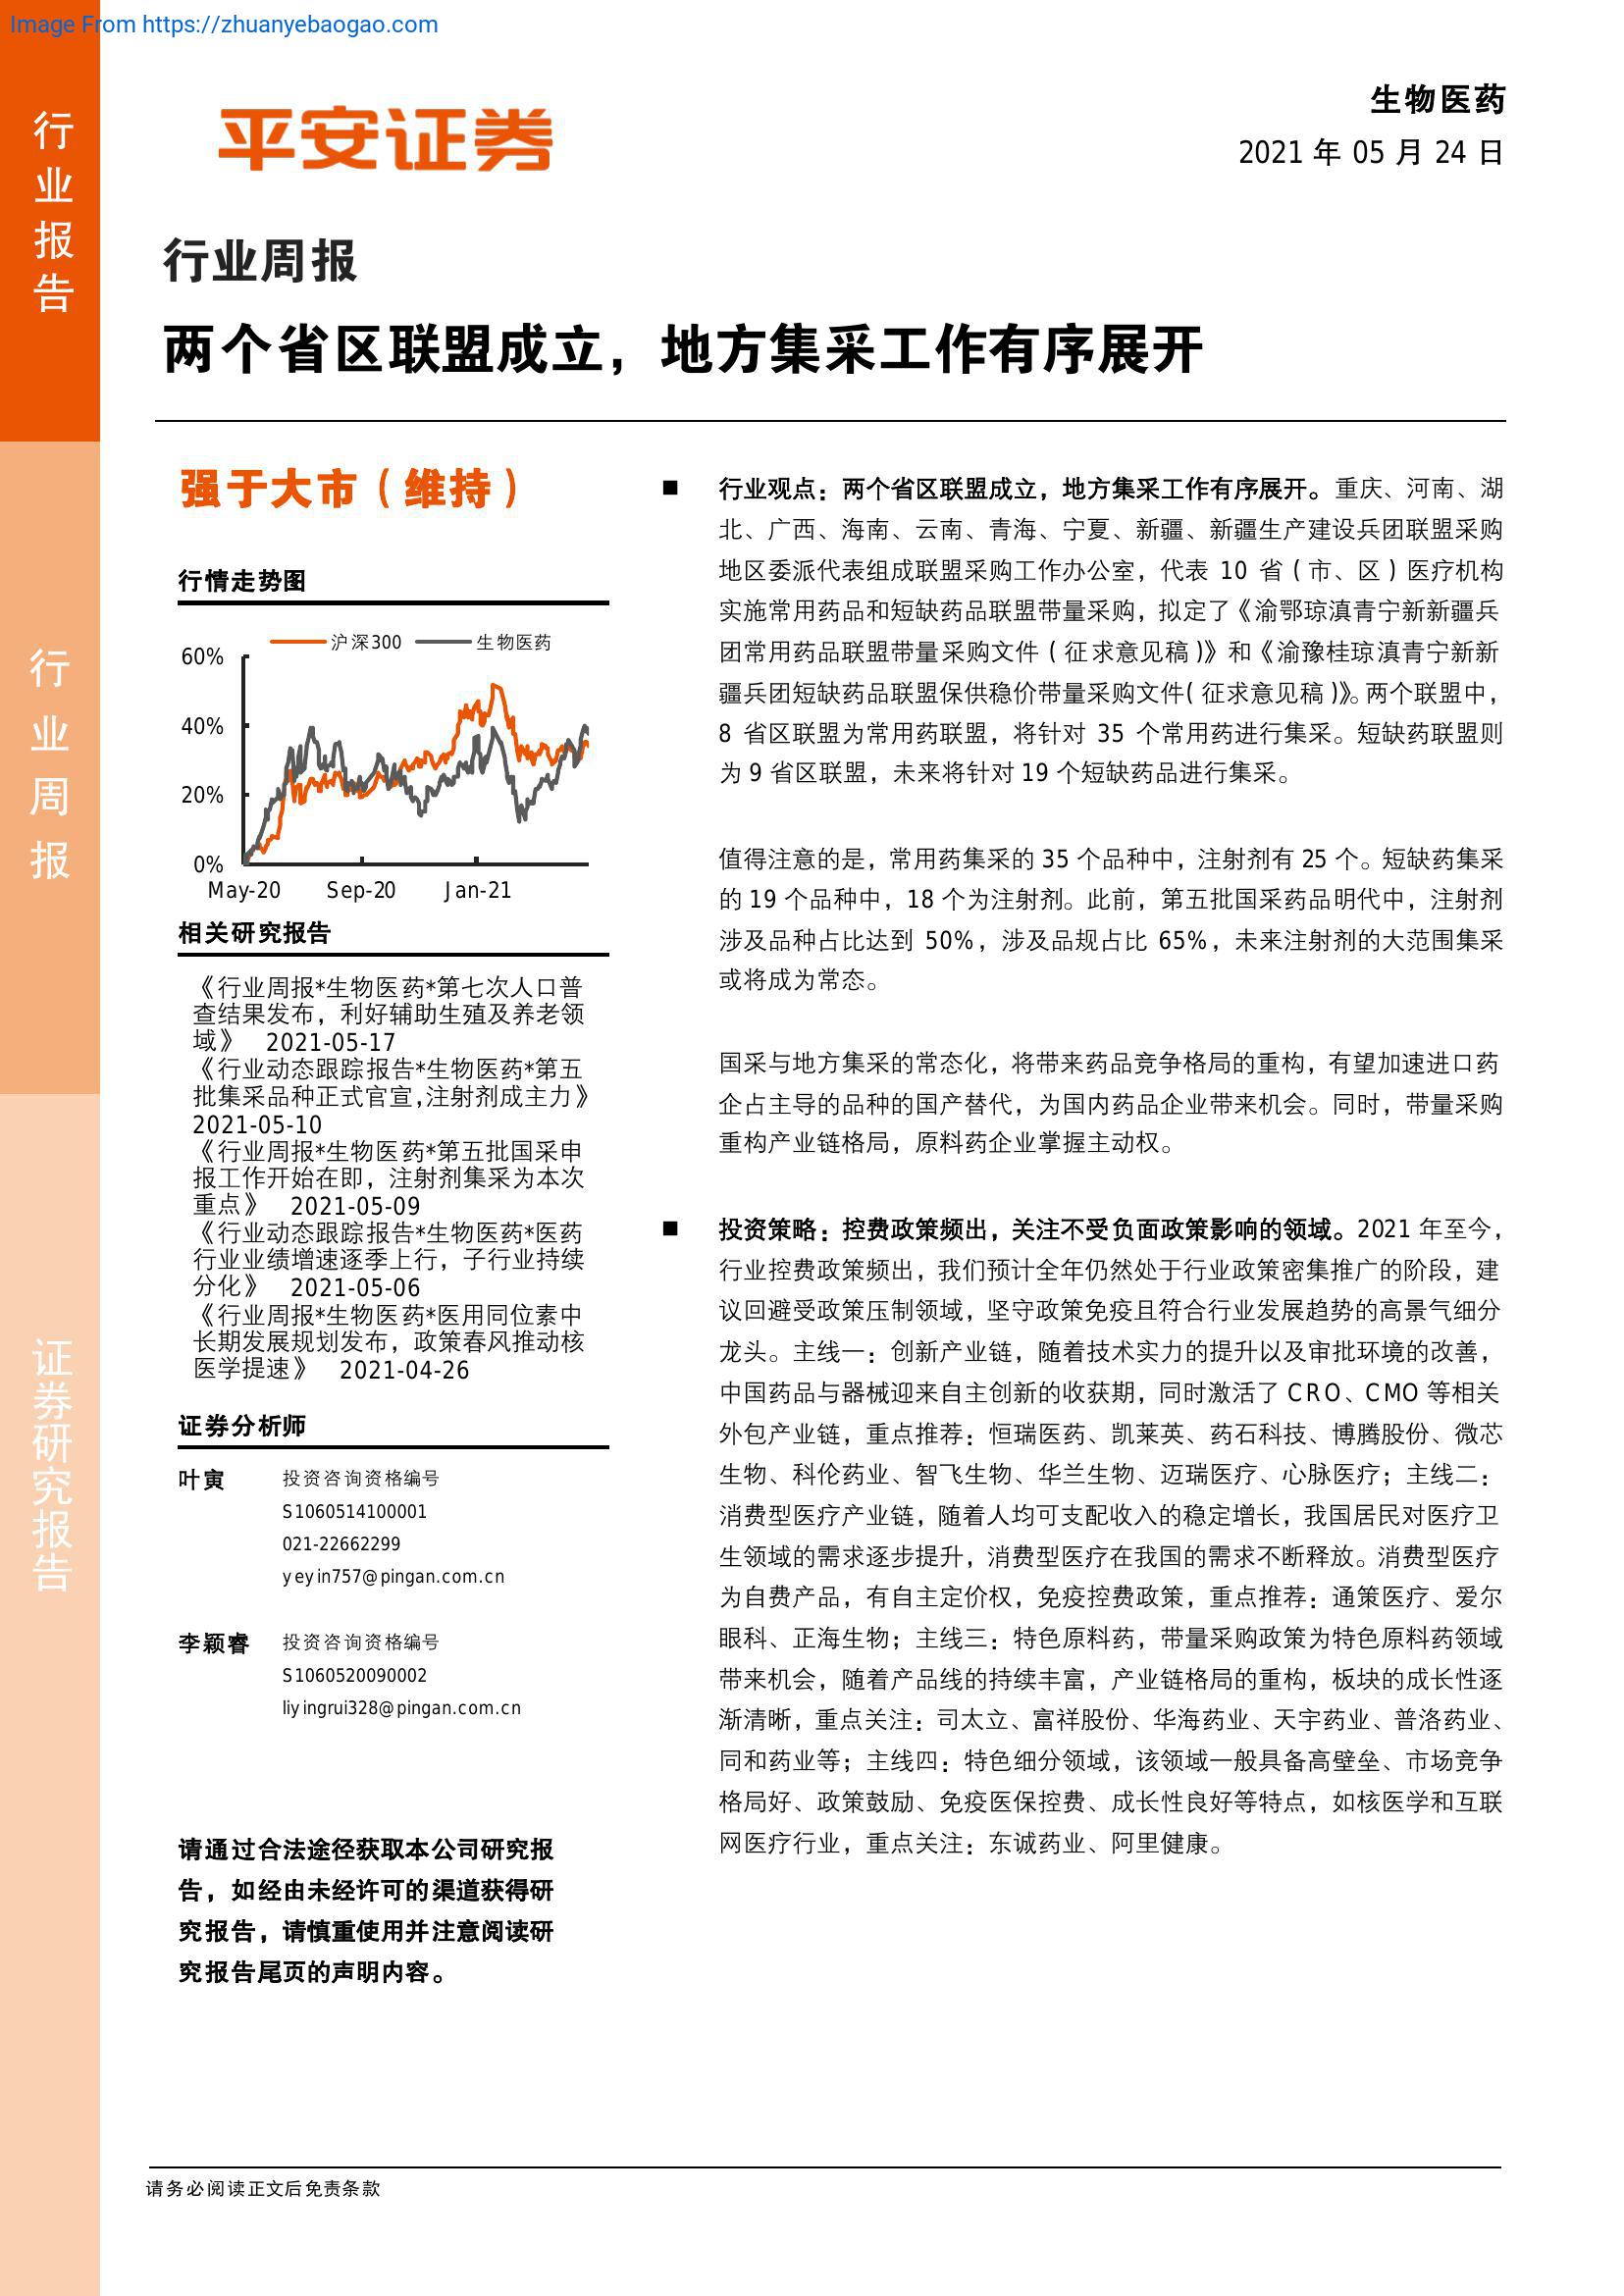 Image From https://zhuanyebaogao.com
行业报告
行业周报
证券研究报告
平安证券
生物医药
2021 年 05 月 24 日
行业周报
两个省区联盟成立，地方集采工作有序展开
强于大市（维持）
行情走势图
沪深300 生物医药
60%
40%
20%
0%
May-20 Sep-20 Jan-21
相关研究报告
《行业周报*生物医药*第七次人口普
查结果发布，利好辅助生殖及养老领
域》 2021-05-17
《行业动态跟踪报告*生物医药*第五
批集采品种正式官宣,注射剂成主力》
2021-05-10
《行业周报*生物医药*第五批国采申
报工作开始在即，注射剂集采为本次
重点》 2021-05-09
《行业动态跟踪报告*生物医药*医药
行业业绩增速逐季上行，子行业持续
分化》 2021-05-06
《行业周报*生物医药*医用同位素中
长期发展规划发布，政策春风推动核
医学提速》 2021-04-26
证券分析师
叶寅 投资咨询资格编号
S1060514100001
021-22662299
yeyin757@pingan.com.cn
李颖睿 投资咨询资格编号
S1060520090002
liyingrui328@pingan.com.cn
请通过合法途径获取本公司研究报
告，如经由未经许可的渠道获得研
究报告，请慎重使用并注意阅读研
究报告尾页的声明内容。
■ 行业观点：两个省区联盟成立，地方集采工作有序展开。重庆、河南、湖
北、广西、海南、云南、青海、宁夏、新疆、新疆生产建设兵团联盟采购
地区委派代表组成联盟采购工作办公室，代表 10 省（市、区）医疗机构
实施常用药品和短缺药品联盟带量采购，拟定了《渝鄂琼滇青宁新新疆兵
团常用药品联盟带量采购文件（征求意见稿）》和《渝豫桂琼滇青宁新新
疆兵团短缺药品联盟保供稳价带量采购文件(征求意见稿)》。两个联盟中，
8 省区联盟为常用药联盟，将针对 35 个常用药进行集采。短缺药联盟则
为 9 省区联盟，未来将针对 19 个短缺药品进行集采。
值得注意的是，常用药集采的 35 个品种中，注射剂有 25 个。短缺药集采
的 19 个品种中，18 个为注射剂。此前，第五批国采药品明代中，注射剂
涉及品种占比达到 50%，涉及品规占比 65%，未来注射剂的大范围集采
或将成为常态。
国采与地方集采的常态化，将带来药品竞争格局的重构，有望加速进口药
企占主导的品种的国产替代，为国内药品企业带来机会。同时，带量采购
重构产业链格局，原料药企业掌握主动权。
■ 投资策略：控费政策频出，关注不受负面政策影响的领域。2021 年至今，
行业控费政策频出，我们预计全年仍然处于行业政策密集推广的阶段，建
议回避受政策压制领域，坚守政策免疫且符合行业发展趋势的高景气细分
龙头。主线一：创新产业链，随着技术实力的提升以及审批环境的改善，
中国药品与器械迎来自主创新的收获期，同时激活了 CRO、CMO 等相关
外包产业链，重点推荐：恒瑞医药、凯莱英、药石科技、博腾股份、微芯
生物、科伦药业、智飞生物、华兰生物、迈瑞医疗、心脉医疗；主线二：
消费型医疗产业链，随着人均可支配收入的稳定增长，我国居民对医疗卫
生领域的需求逐步提升，消费型医疗在我国的需求不断释放。消费型医疗
为自费产品，有自主定价权，免疫控费政策，重点推荐：通策医疗、爱尔
眼科、正海生物；主线三：特色原料药，带量采购政策为特色原料药领域
带来机会，随着产品线的持续丰富，产业链格局的重构，板块的成长性逐
渐清晰，重点关注：司太立、富祥股份、华海药业、天宇药业、普洛药业、
同和药业等；主线四：特色细分领域，该领域一般具备高壁垒、市场竞争
格局好、政策鼓励、免疫医保控费、成长性良好等特点，如核医学和互联
网医疗行业，重点关注：东诚药业、阿里健康。
请务必阅读正文后免责条款